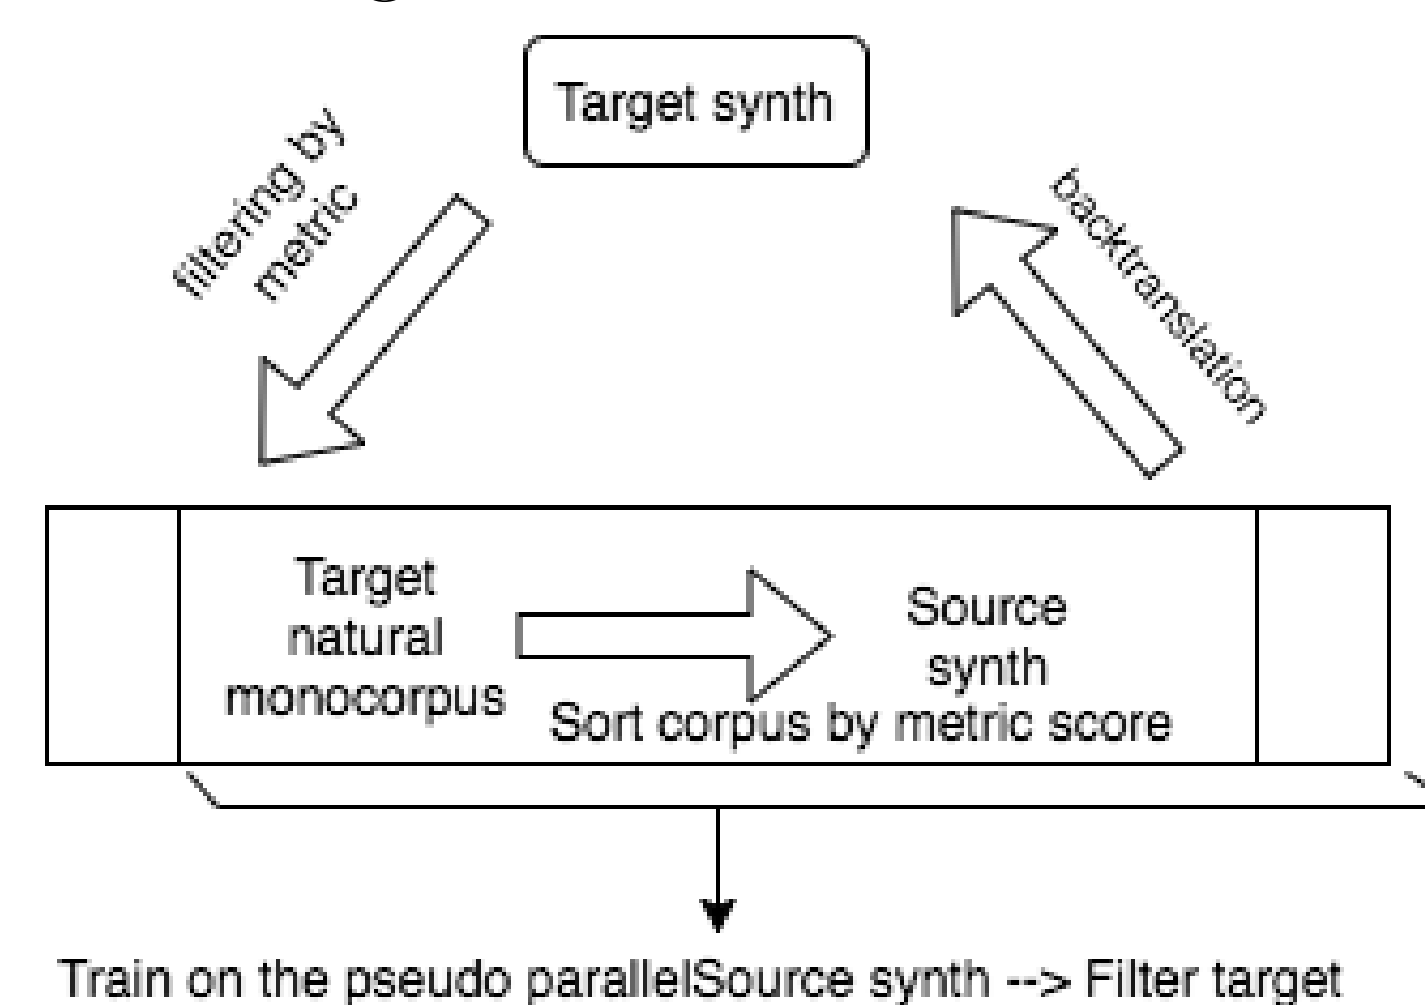 Target synth
filtering by
metric
backtranslation
Target
natural
monocorpus
Source
synth
Sort corpus by metric score
Train on the pseudo parallelSource synth --> Filter target